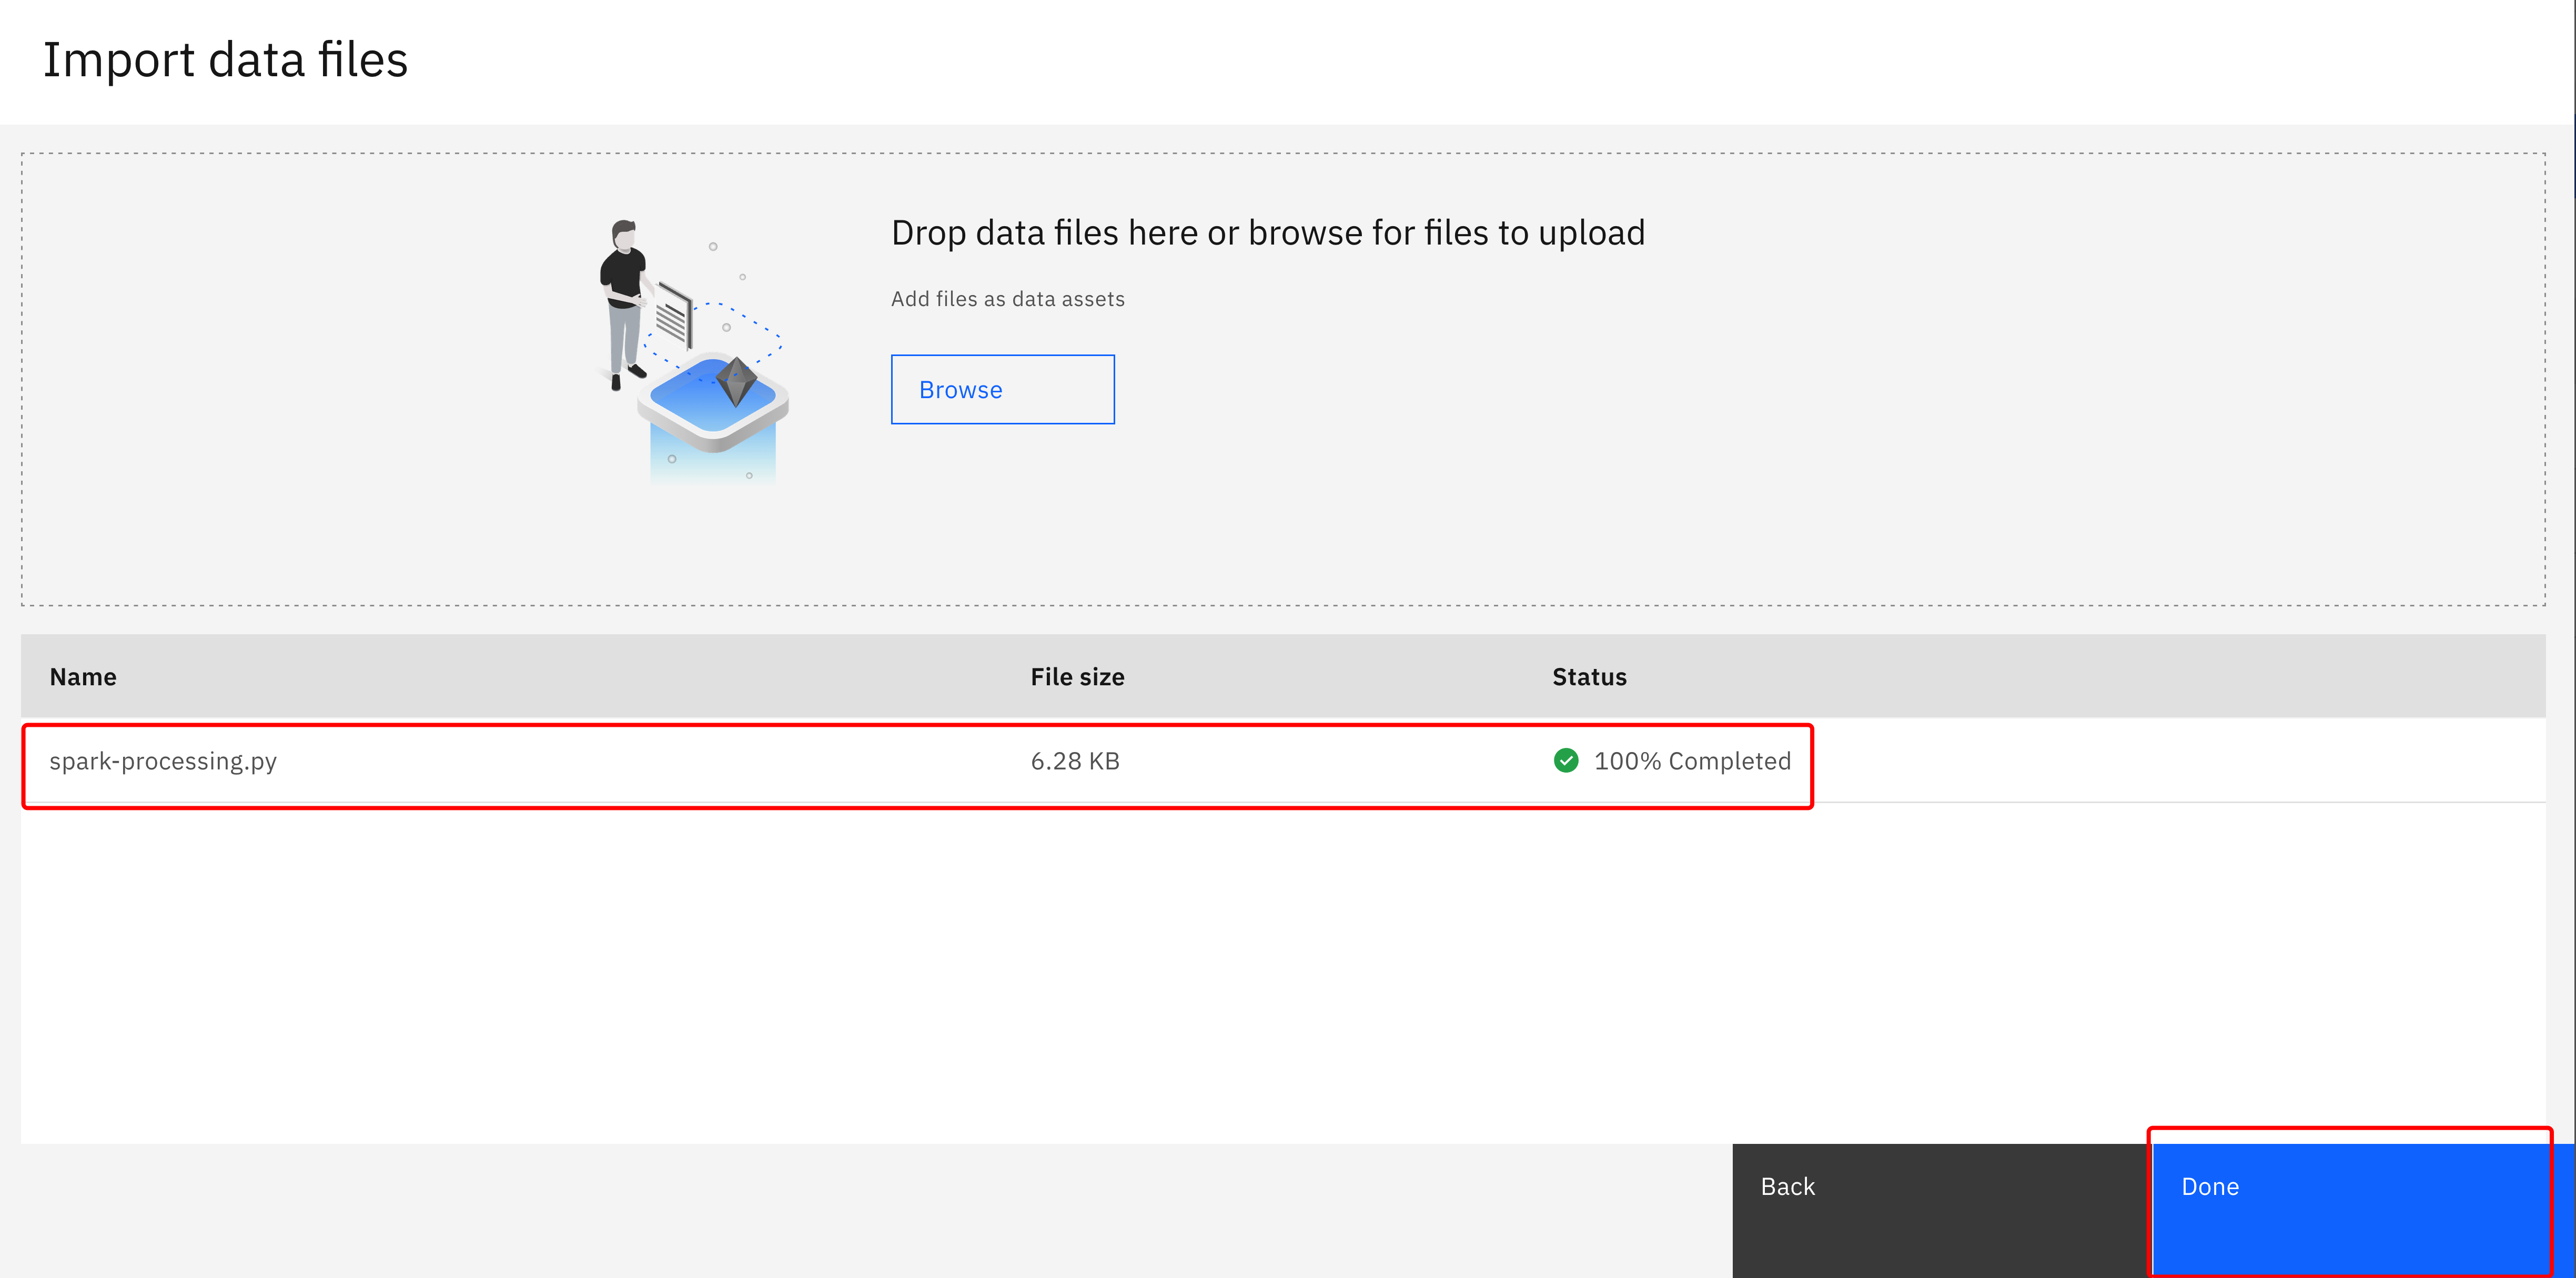 Import data files
Drop data files here or browse for files to upload
Add files as data assets
Browse
Name File size Status
spark-processing.py 6.28 KB 100% Completed
Back Done